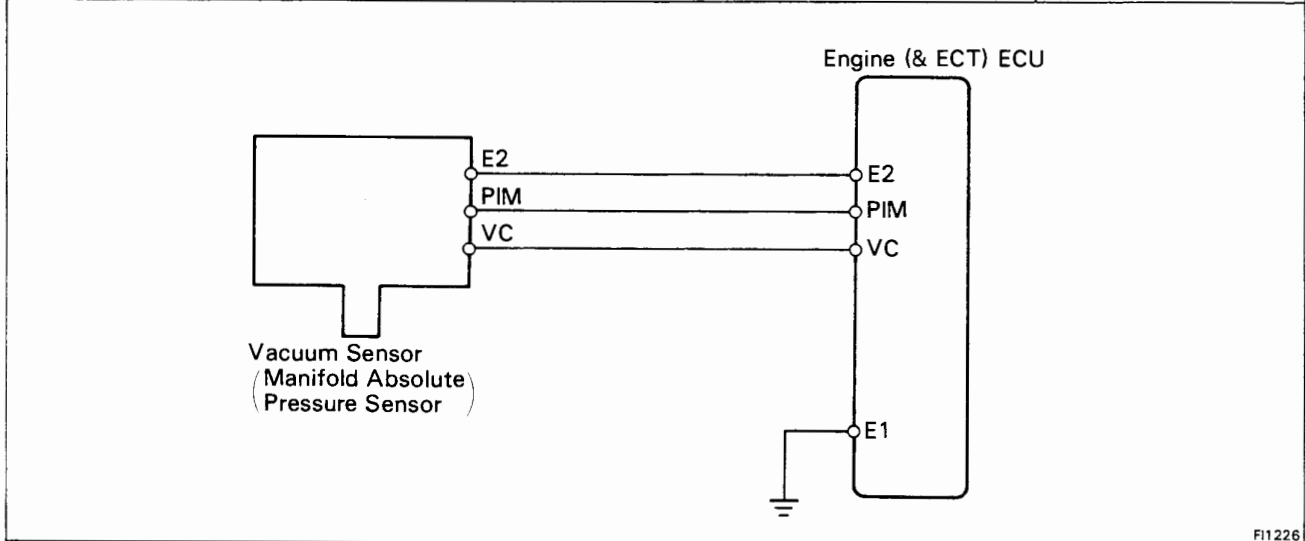 Engine (& ECT) ECU
E2
E2
PIM
PIM
VC
VC
Vacuum Sensor
(Manifold Absolute
Pressure Sensor)
E1
FI1226